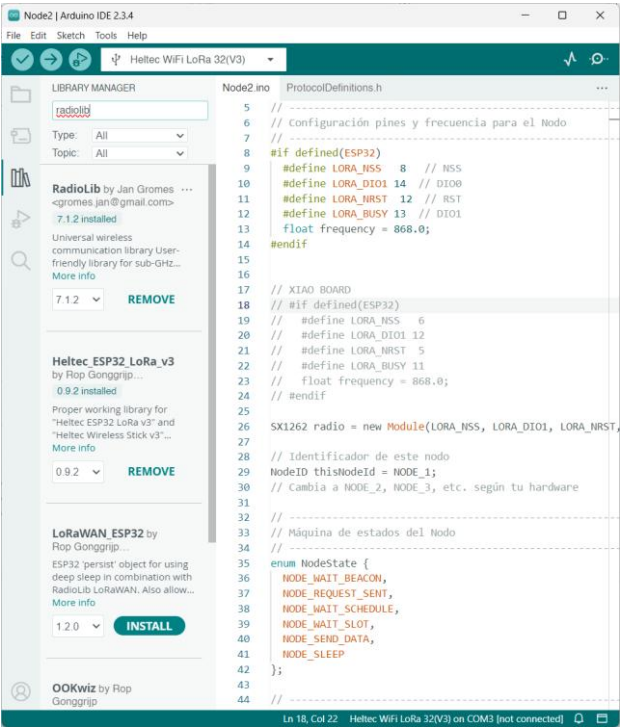 Node2 | Arduino IDE 2.3.4
File Edit Sketch Tools Help
Heltec WiFi LoRa 32(V3)
LIBRARY MANAGER
radiolib
Type: All
Topic: All
RadioLib by Jan Gromes ...
<gromes.jan@gmail.com>
7.1.2 installed
Universal wireless
communication library User-
friendly library for sub-GHz...
More info
7.1.2 REMOVE
Heltec_ESP32_LoRa_v3
by Rop Gonggrijp...
0.9.2 installed
Proper working library for
"Heltec ESP32 LoRa v3" and
"Heltec Wireless Stick v3"...
More info
0.9.2 REMOVE
LoRaWAN_ESP32 by
Rop Gonggrijp...
ESP32 'persist' object for using
deep sleep in combination with
RadioLib LoRaWAN. Also allow...
More info
1.2.0 INSTALL
OOKwiz by Rop
Gonggrijp
Node2.ino ProtocolDefinitions.h ...
5 // ------------------------------------------------
6 // Configuración pines y frecuencia para el Nodo
7 // ------------------------------------------------
8 #if defined(ESP32)
9 #define LORA_NSS 8 // NSS
10 #define LORA_DIO1 14 // DIO0
11 #define LORA_NRST 12 // RST
12 #define LORA_BUSY 13 // DIO1
13 float frequency = 868.0;
14 #endif
15
16
17 // XIAO BOARD
18 // #if defined(ESP32)
19 // #define LORA_NSS 6
20 // #define LORA_DIO1 12
21 // #define LORA_NRST 5
22 // #define LORA_BUSY 11
23 // float frequency = 868.0;
24 // #endif
25
26 SX1262 radio = new Module(LORA_NSS, LORA_DIO1, LORA_NRST,
27
28 // Identificador de este nodo
29 NodeID thisNodeId = NODE_1;
30 // Cambia a NODE_2, NODE_3, etc. según tu hardware
31
32 // ------------------------------------------------
33 // Máquina de estados del Nodo
34 // ------------------------------------------------
35 enum NodeState {
36 NODE_WAIT_BEACON,
37 NODE_REQUEST_SENT,
38 NODE_WAIT_SCHEDULE,
39 NODE_WAIT_SLOT,
40 NODE_SEND_DATA,
41 NODE_SLEEP
42 };
43
44 // ------------------------------------------------
Ln 18, Col 22 Heltec WiFi LoRa 32(V3) on COM3 [not connected]